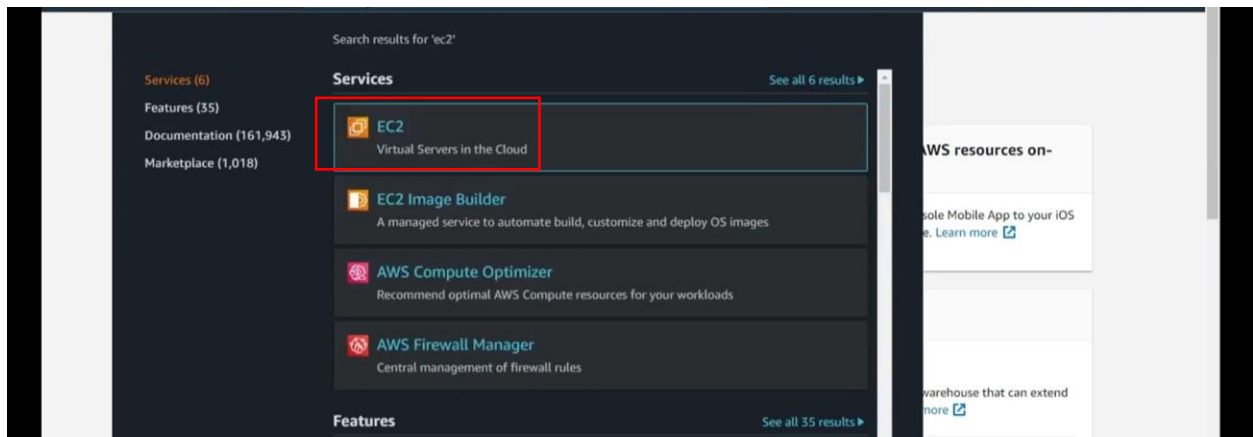 Search results for 'ec2'
Services (6)
Features (35)
Documentation (161,943)
Marketplace (1,018)
Services
See all 6 results
EC2
Virtual Servers in the Cloud
EC2 Image Builder
A managed service to automate build, customize and deploy OS images
AWS Compute Optimizer
Recommend optimal AWS Compute resources for your workloads
AWS Firewall Manager
Central management of firewall rules
Features
See all 35 results
AWS resources on-
sole Mobile App to your iOS
e. Learn more
warehouse that can extend
more